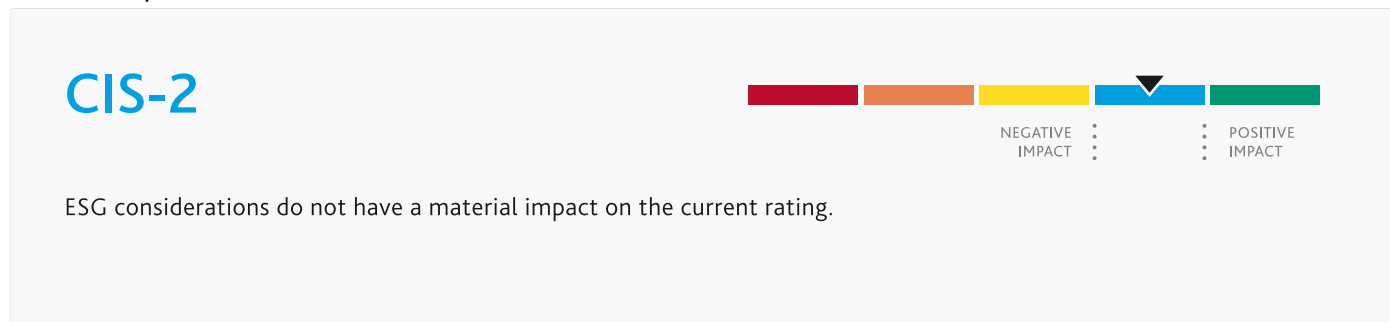 CIS-2
NEGATIVE
IMPACT
POSITIVE
IMPACT
ESG considerations do not have a material impact on the current rating.